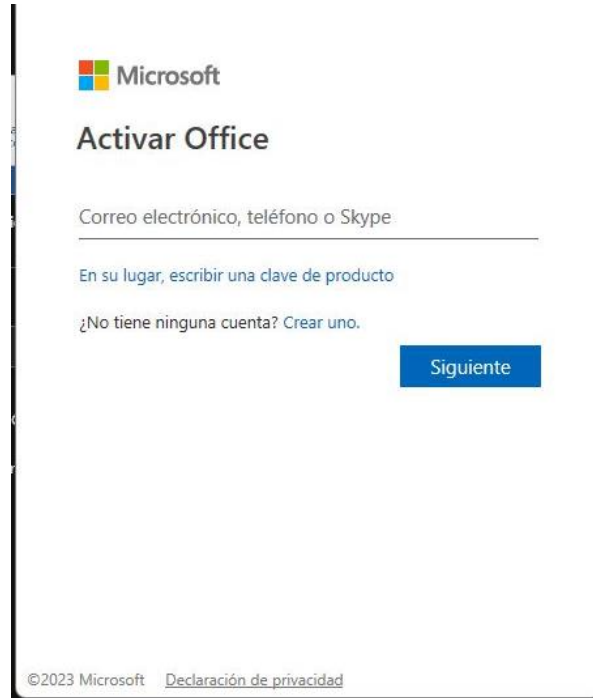 Microsoft
Activar Office
Correo electrónico, teléfono o Skype
En su lugar, escribir una clave de producto
¿No tiene ninguna cuenta? Crear uno.
Siguiente
©2023 Microsoft Declaración de privacidad